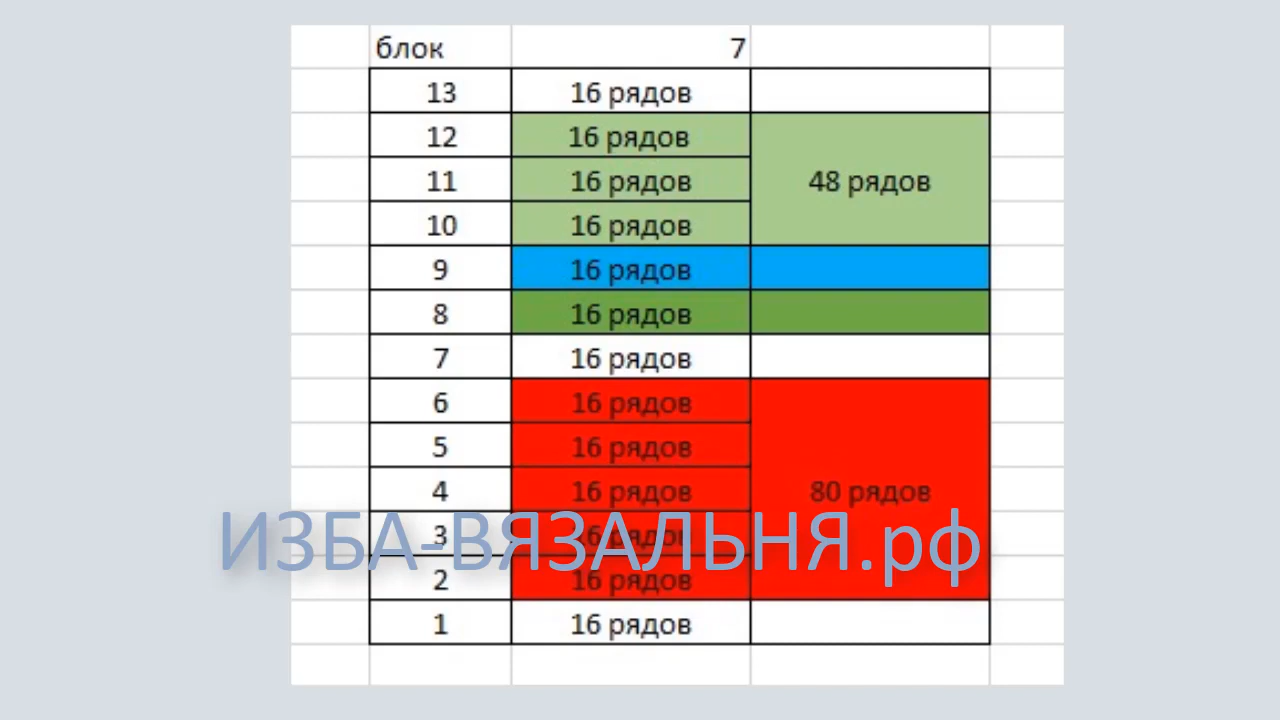 блок 7
13 16 рядов
12 16 рядов
11 16 рядов 48 рядов
10 16 рядов
9 16 рядов
8 16 рядов
7 16 рядов
6 16 рядов
5 16 рядов
4 16 рядов 80 рядов
3 16 рядов
2 16 рядов
1 16 рядов
ИЗБА-ВЯЗАЛЬНЯ.рф